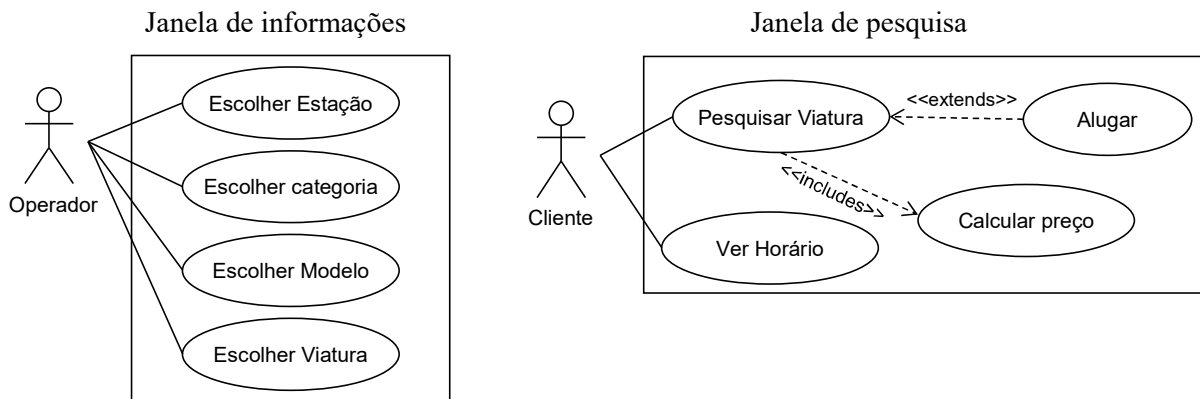 Janela de informações
Escolher Estação
Escolher categoria
Operador
Escolher Modelo
Escolher Viatura
Janela de pesquisa
Pesquisar Viatura
<<extends>>
Alugar
<<includes>>
Cliente
Calcular preço
Ver Horário